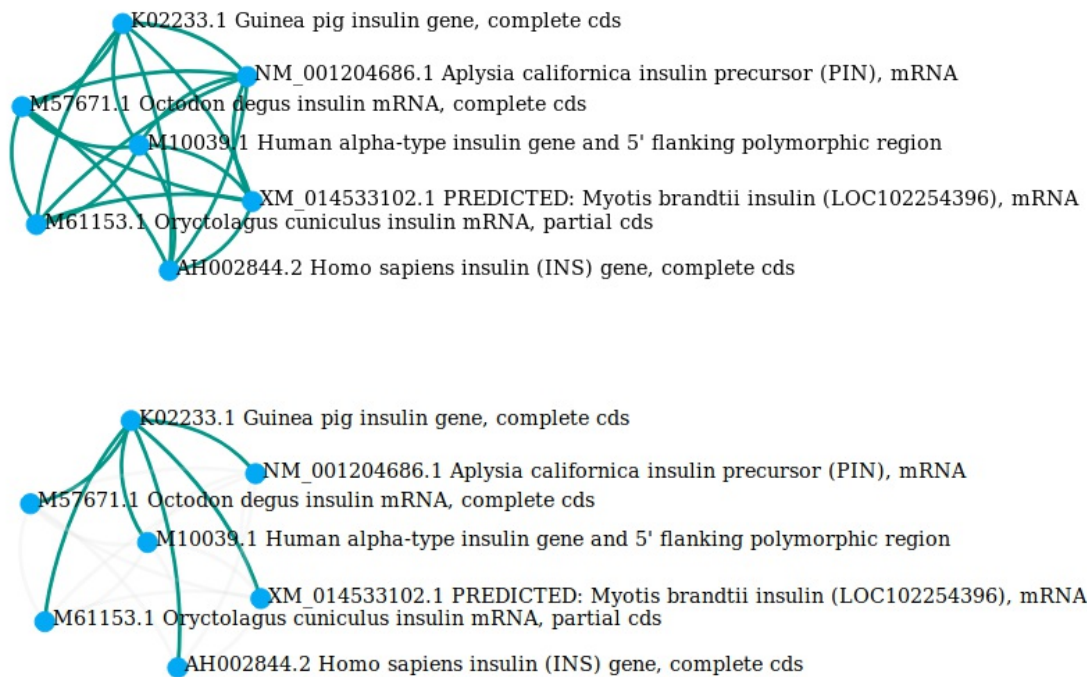 K02233.1 Guinea pig insulin gene, complete cds
NM_001204686.1 Aplysia californica insulin precursor (PIN), mRNA
M57671.1 Octodon degus insulin mRNA, complete cds
M10039.1 Human alpha-type insulin gene and 5' flanking polymorphic region
XM_014533102.1 PREDICTED: Myotis brandtii insulin (LOC102254396), mRNA
M61153.1 Oryctolagus cuniculus insulin mRNA, partial cds
AH002844.2 Homo sapiens insulin (INS) gene, complete cds
K02233.1 Guinea pig insulin gene, complete cds
NM_001204686.1 Aplysia californica insulin precursor (PIN), mRNA
M57671.1 Octodon degus insulin mRNA, complete cds
M10039.1 Human alpha-type insulin gene and 5' flanking polymorphic region
XM_014533102.1 PREDICTED: Myotis brandtii insulin (LOC102254396), mRNA
M61153.1 Oryctolagus cuniculus insulin mRNA, partial cds
AH002844.2 Homo sapiens insulin (INS) gene, complete cds